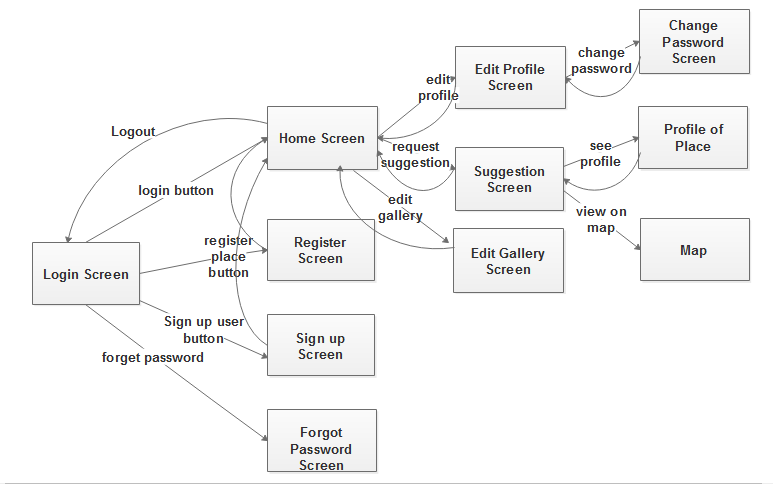 Change
Password
Screen
change
password
Edit Profile
Screen
edit
profile
Logout
Home Screen
request
suggestion
see
profile
Profile of
Place
Suggestion
Screen
login button
edit
gallery
view on
map
register
place
button
Register
Screen
Edit Gallery
Screen
Map
Login Screen
Sign up user
button
Sign up
Screen
forget password
Forgot
Password
Screen